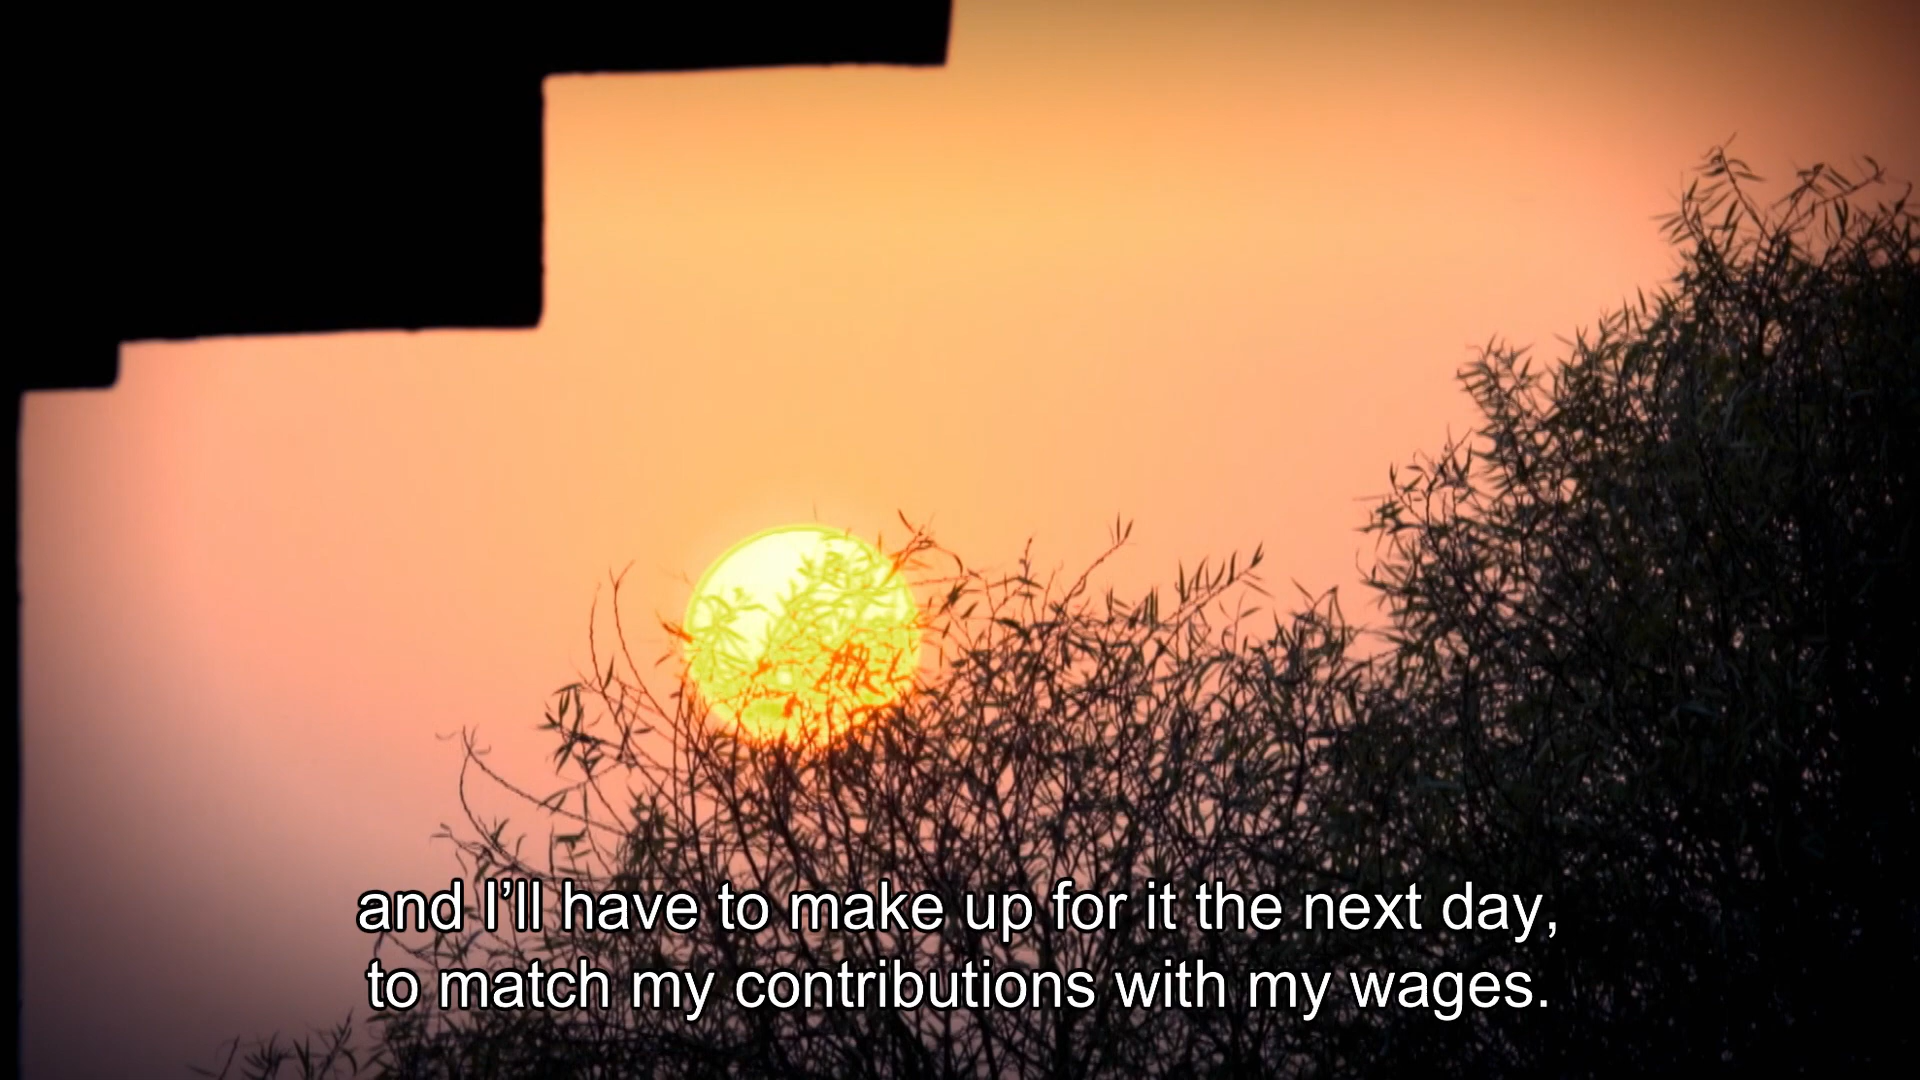 and I’ll have to make up for it the next day,
to match my contributions with my wages.